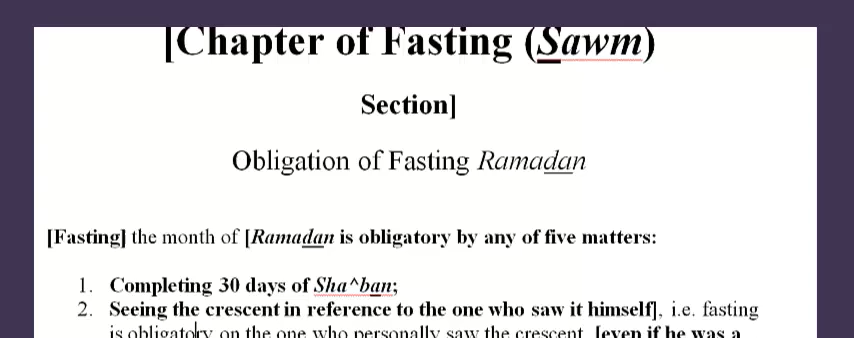 [Chapter of Fasting (Sawm)
Section]
Obligation of Fasting Ramadan
[Fasting] the month of [Ramadan is obligatory by any of five matters:
1. Completing 30 days of Sha^ban;
2. Seeing the crescent in reference to the one who saw it himself], i.e. fasting
is obligatory on the one who personally saw the crescent, [even if he was a